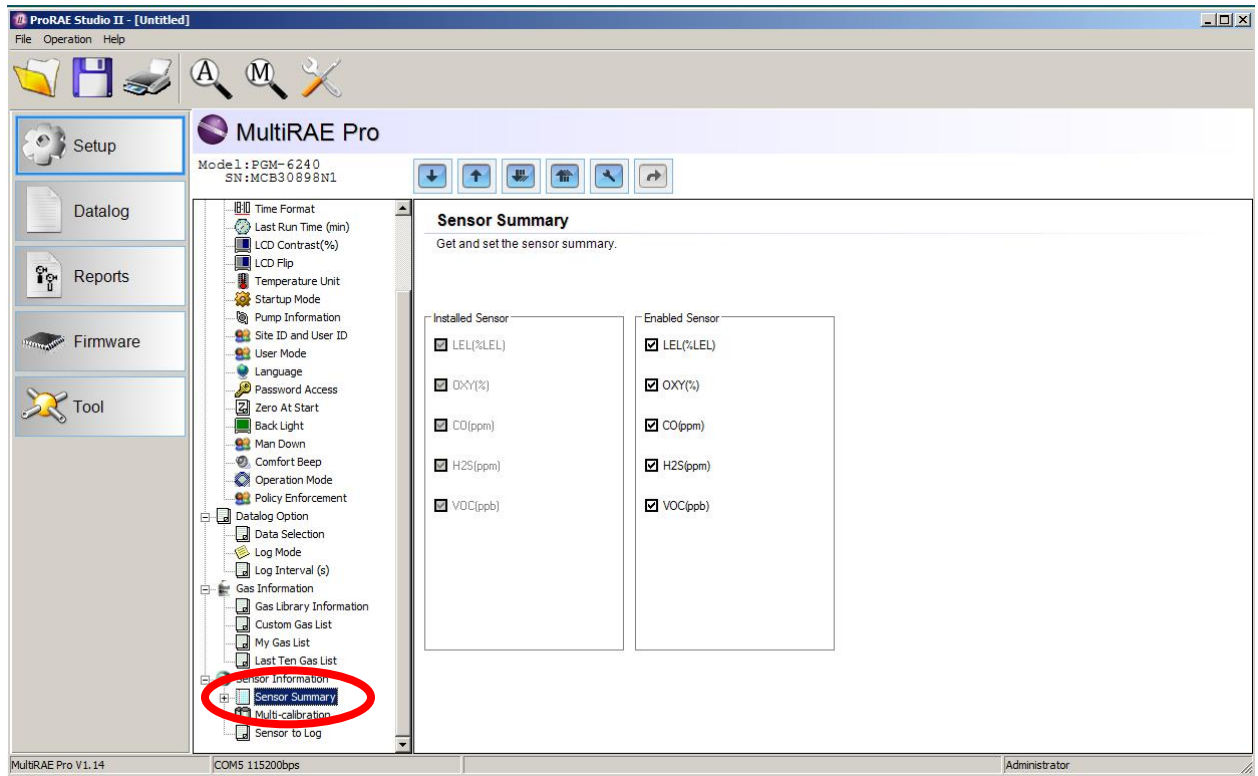 ProRAE Studio II - [Untitled]
File Operation Help
A M
Setup
Datalog
Reports
Firmware
Tool
MultiRAE Pro
Model:PGM-6240
SN:MCB30898N1
Time Format
Last Run Time (min)
LCD Contrast(%)
LCD Flip
Temperature Unit
Startup Mode
Pump Information
Site ID and User ID
User Mode
Language
Password Access
Zero At Start
Back Light
Man Down
Comfort Beep
Operation Mode
Policy Enforcement
Datalog Option
Data Selection
Log Mode
Log Interval (s)
Gas Information
Gas Library Information
Custom Gas List
My Gas List
Last Ten Gas List
Sensor Information
Sensor Summary
Multi-calibration
Sensor to Log
Sensor Summary
Get and set the sensor summary.
Installed Sensor
LEL(%LEL)
OXY(%)
CO(ppm)
H2S(ppm)
VOC(ppb)
Enabled Sensor
LEL(%LEL)
OXY(%)
CO(ppm)
H2S(ppm)
VOC(ppb)
MultiRAE Pro V1.14
COM5 115200bps
Administrator